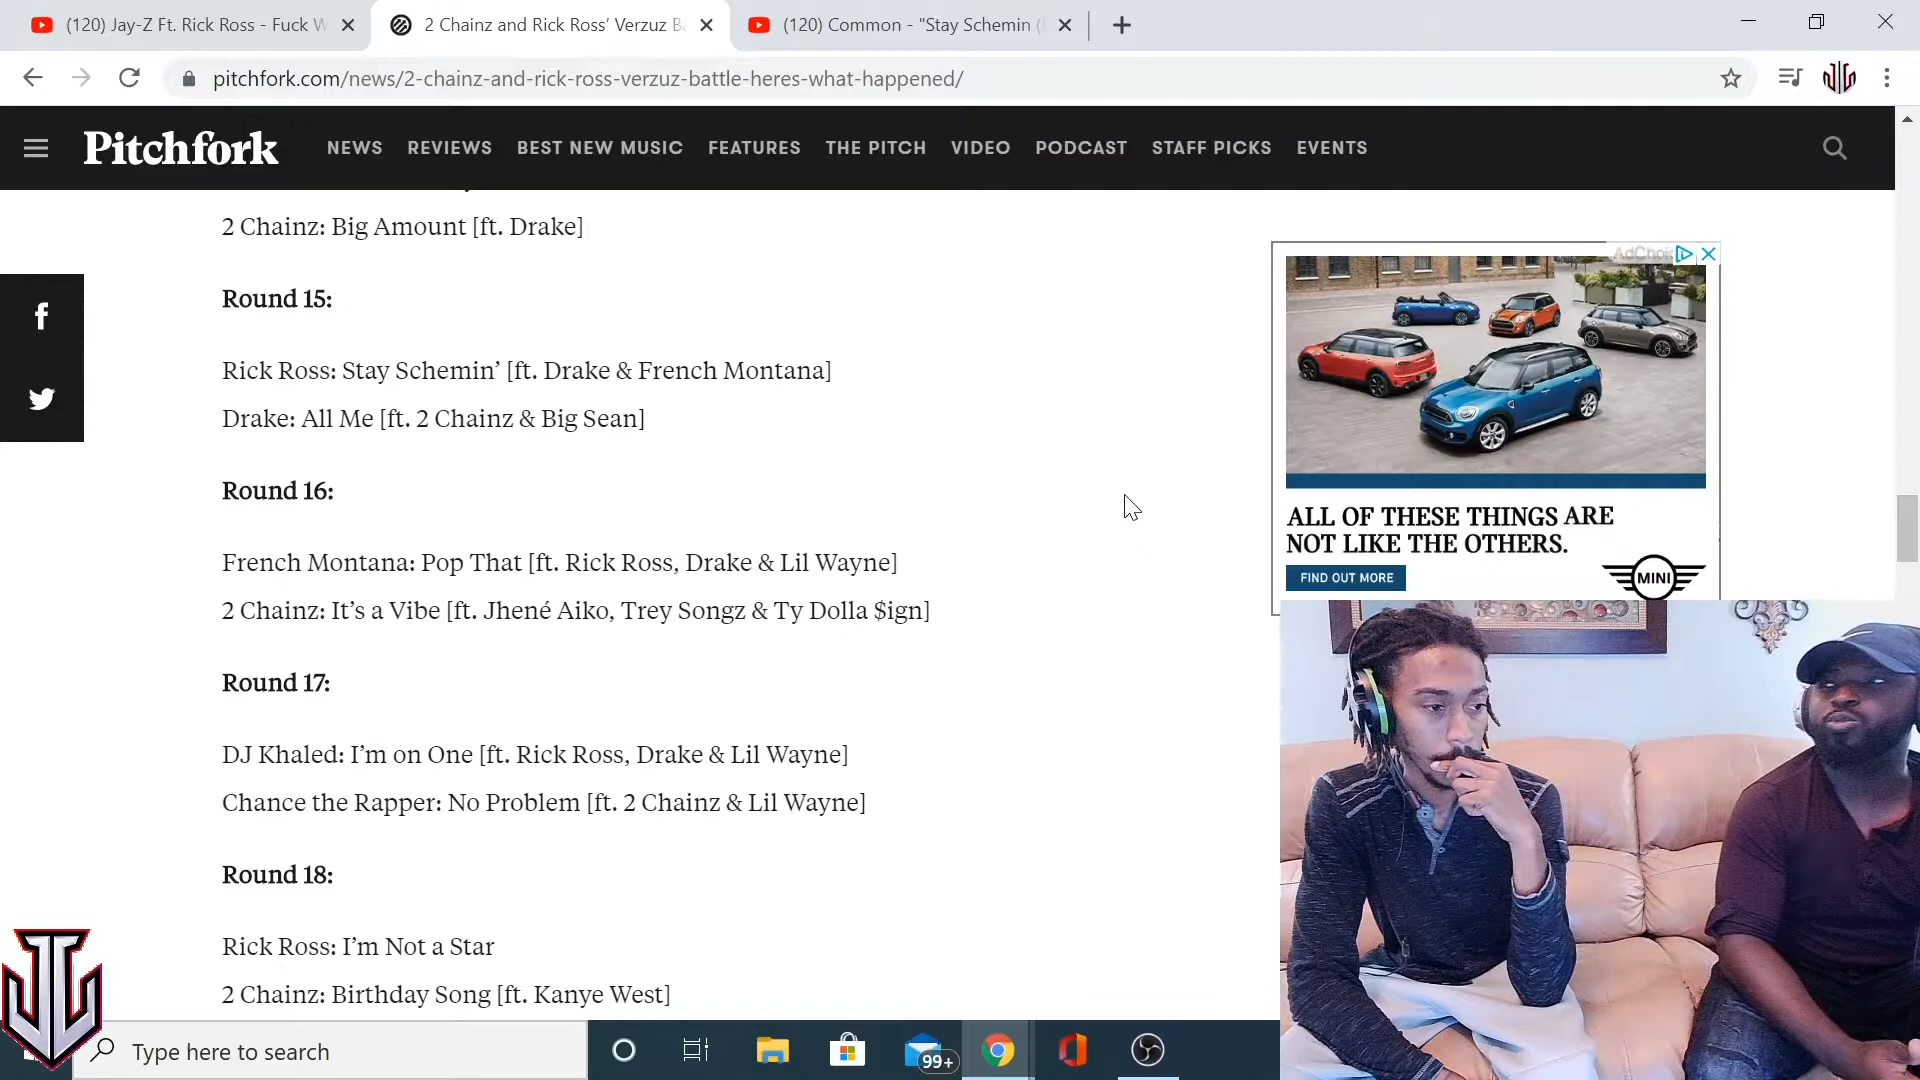 (120) Jay-Z Ft. Rick Ross - Fuck W
2 Chainz and Rick Ross' Verzuz B
(120) Common - "Stay Schemin (
pitchfork.com/news/2-chainz-and-rick-ross-verzuz-battle-heres-what-happened/
Pitchfork NEWS REVIEWS BEST NEW MUSIC FEATURES THE PITCH VIDEO PODCAST STAFF PICKS EVENTS
2 Chainz: Big Amount [ft. Drake]
Round 15:
Rick Ross: Stay Schemin' [ft. Drake & French Montana]
Drake: All Me [ft. 2 Chainz & Big Sean]
Round 16:
French Montana: Pop That [ft. Rick Ross, Drake & Lil Wayne]
2 Chainz: It's a Vibe [ft. Jhené Aiko, Trey Songz & Ty Dolla $ign]
Round 17:
DJ Khaled: I'm on One [ft. Rick Ross, Drake & Lil Wayne]
Chance the Rapper: No Problem [ft. 2 Chainz & Lil Wayne]
Round 18:
Rick Ross: I'm Not a Star
2 Chainz: Birthday Song [ft. Kanye West]
AdChoic
ALL OF THESE THINGS ARE
NOT LIKE THE OTHERS.
FIND OUT MORE
MINI
Type here to search
99+